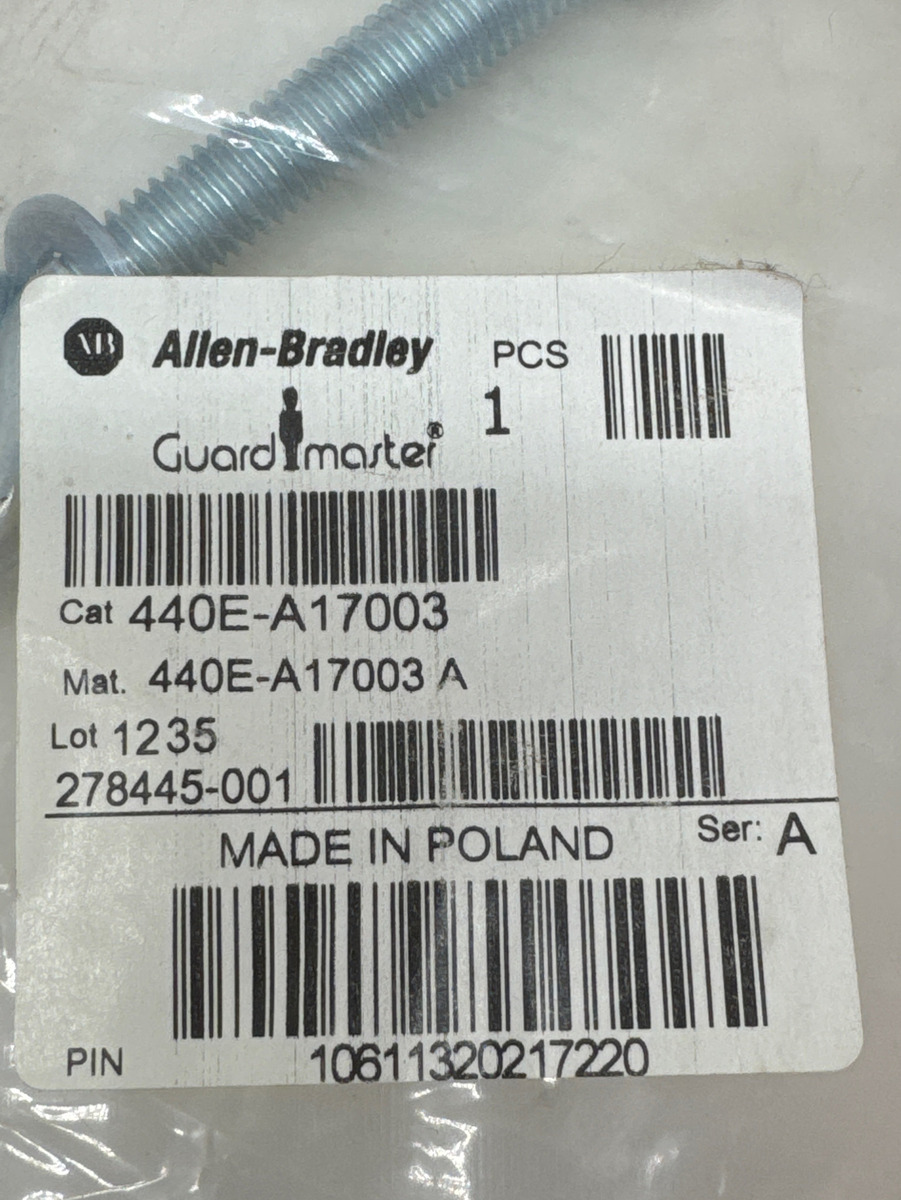 AB Allen-Bradley
PCS
1
Guardmaster®
Cat 440E-A17003
Mat. 440E-A17003 A
Lot 1235
278445-001
MADE IN POLAND
Ser: A
PIN 10611320217220